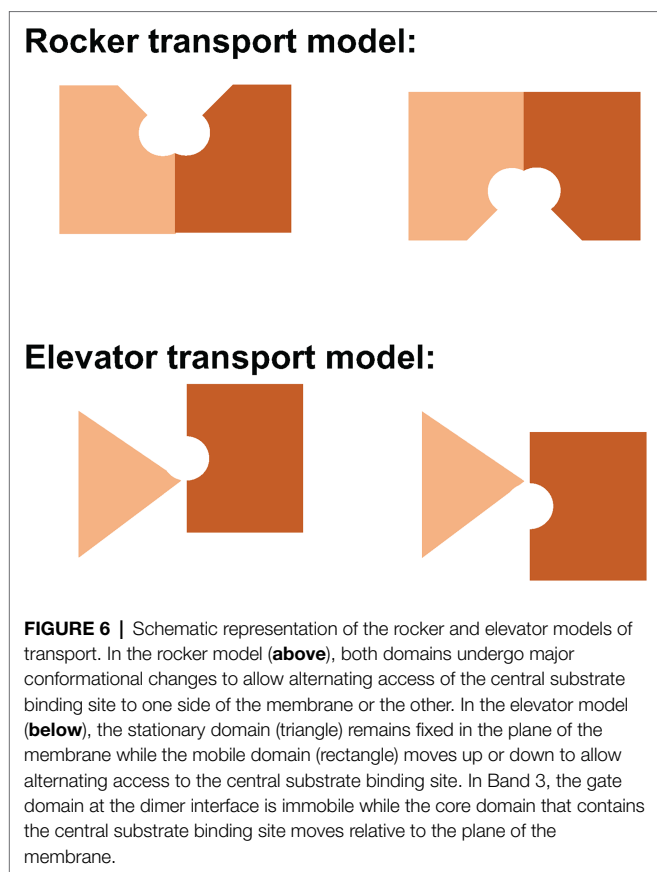 Rocker transport model:
Elevator transport model:
FIGURE 6 | Schematic representation of the rocker and elevator models of
transport. In the rocker model (above), both domains undergo major
conformational changes to allow alternating access of the central substrate
binding site to one side of the membrane or the other. In the elevator model
(below), the stationary domain (triangle) remains fixed in the plane of the
membrane while the mobile domain (rectangle) moves up or down to allow
alternating access to the central substrate binding site. In Band 3, the gate
domain at the dimer interface is immobile while the core domain that contains
the central substrate binding site moves relative to the plane of the
membrane.